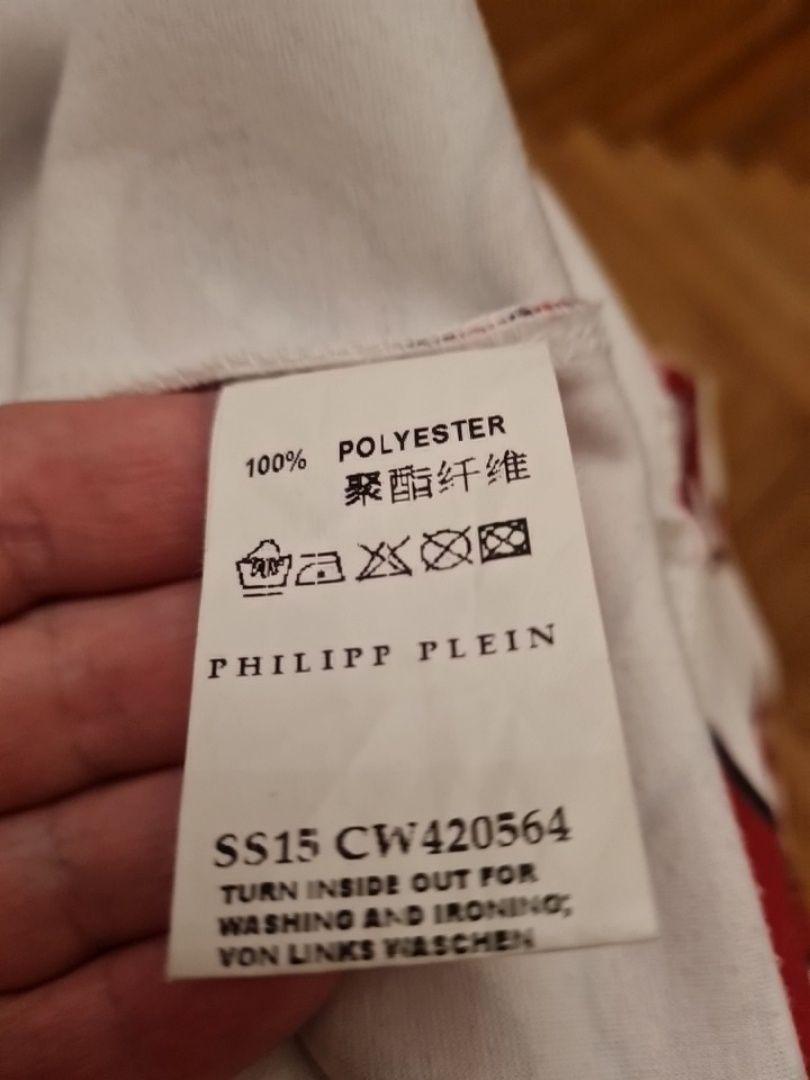 100% POLYESTER
聚酯纤维
PHILIPP PLEIN
SS15 CW420564
TURN INSIDE OUT FOR
WASHING AND IRONING;
VON LINKS WASCHEN